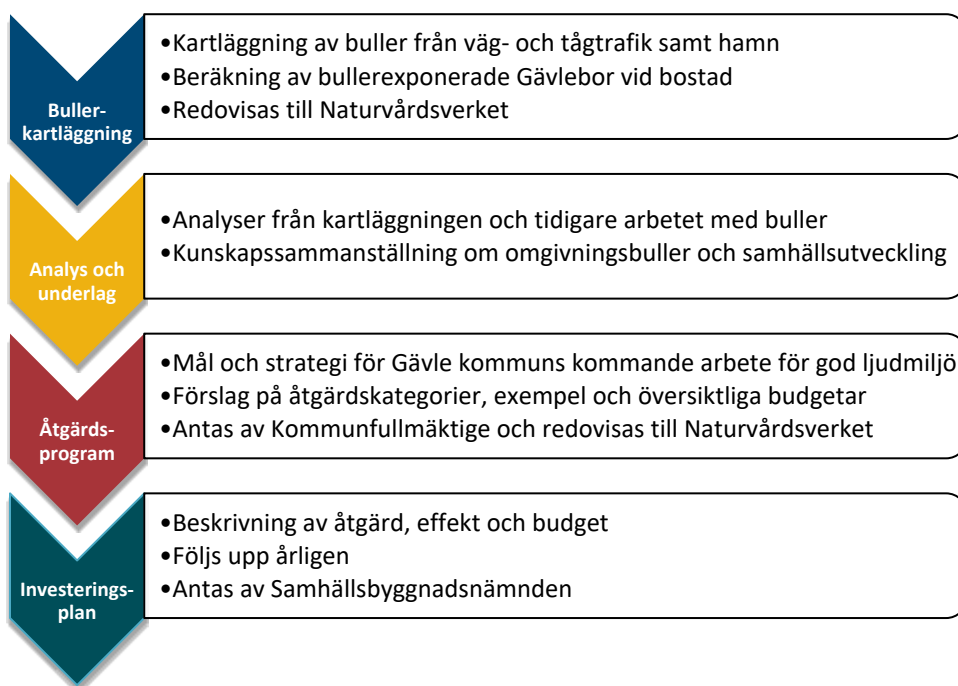 Buller-
kartläggning
•Kartläggning av buller från väg- och tågtrafik samt hamn
•Beräkning av bullerexponerade Gävlebor vid bostad
•Redovisas till Naturvårdsverket
Analys och
underlag
•Analyser från kartläggningen och tidigare arbetet med buller
•Kunskapssammanställning om omgivningsbuller och samhällsutveckling
Åtgärds-
program
•Mål och strategi för Gävle kommuns kommande arbete för god ljudmiljö
•Förslag på åtgärdskategorier, exempel och översiktliga budgetar
•Antas av Kommunfullmäktige och redovisas till Naturvårdsverket
Investerings-
plan
•Beskrivning av åtgärd, effekt och budget
•Följs upp årligen
•Antas av Samhällsbyggnadsnämnden